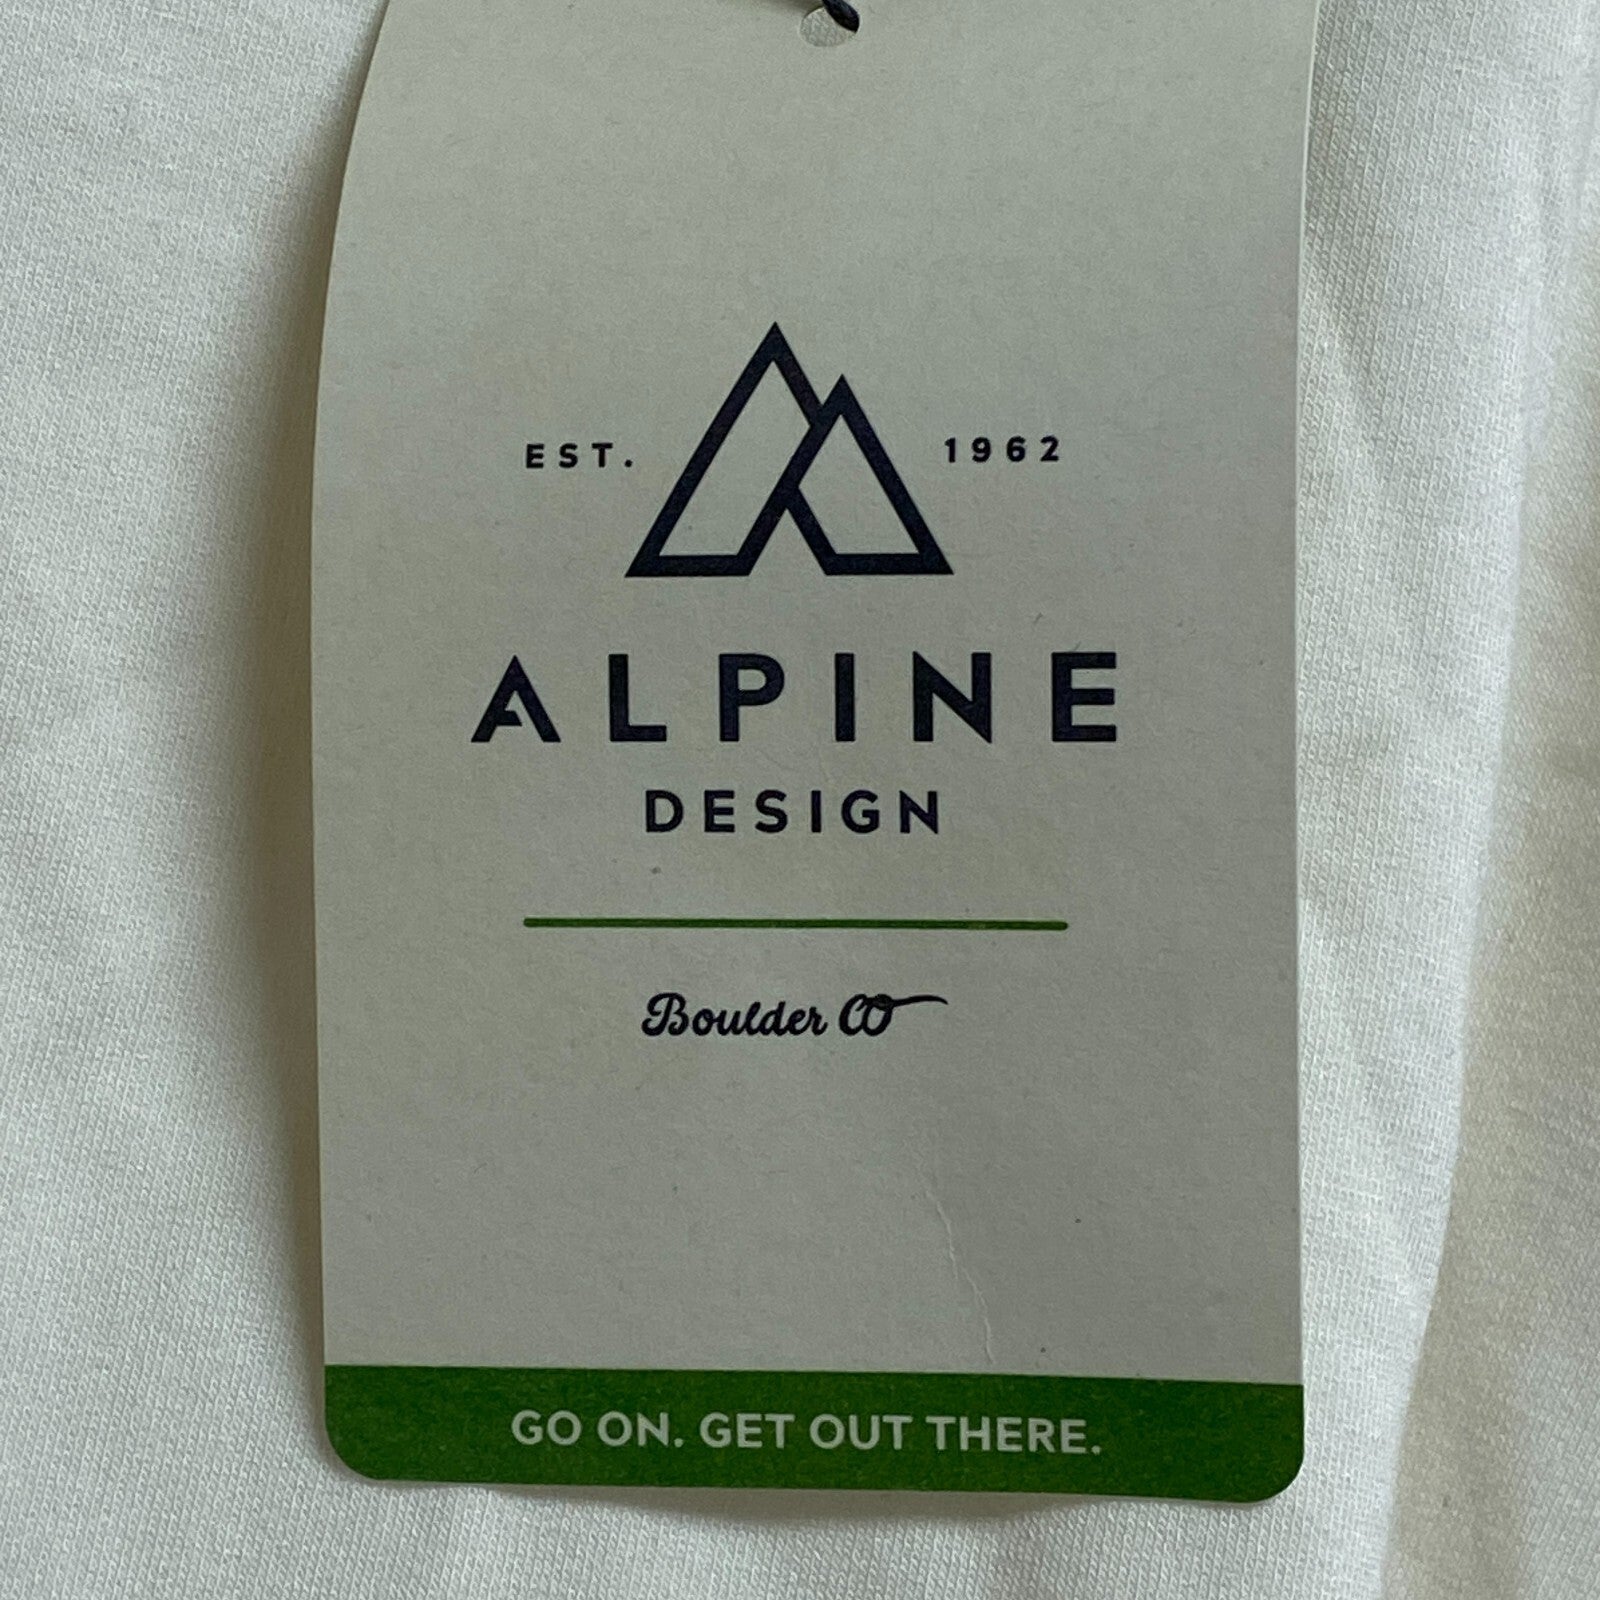 EST. 1962
ALPINE
DESIGN
Boulder CO
GO ON. GET OUT THERE.